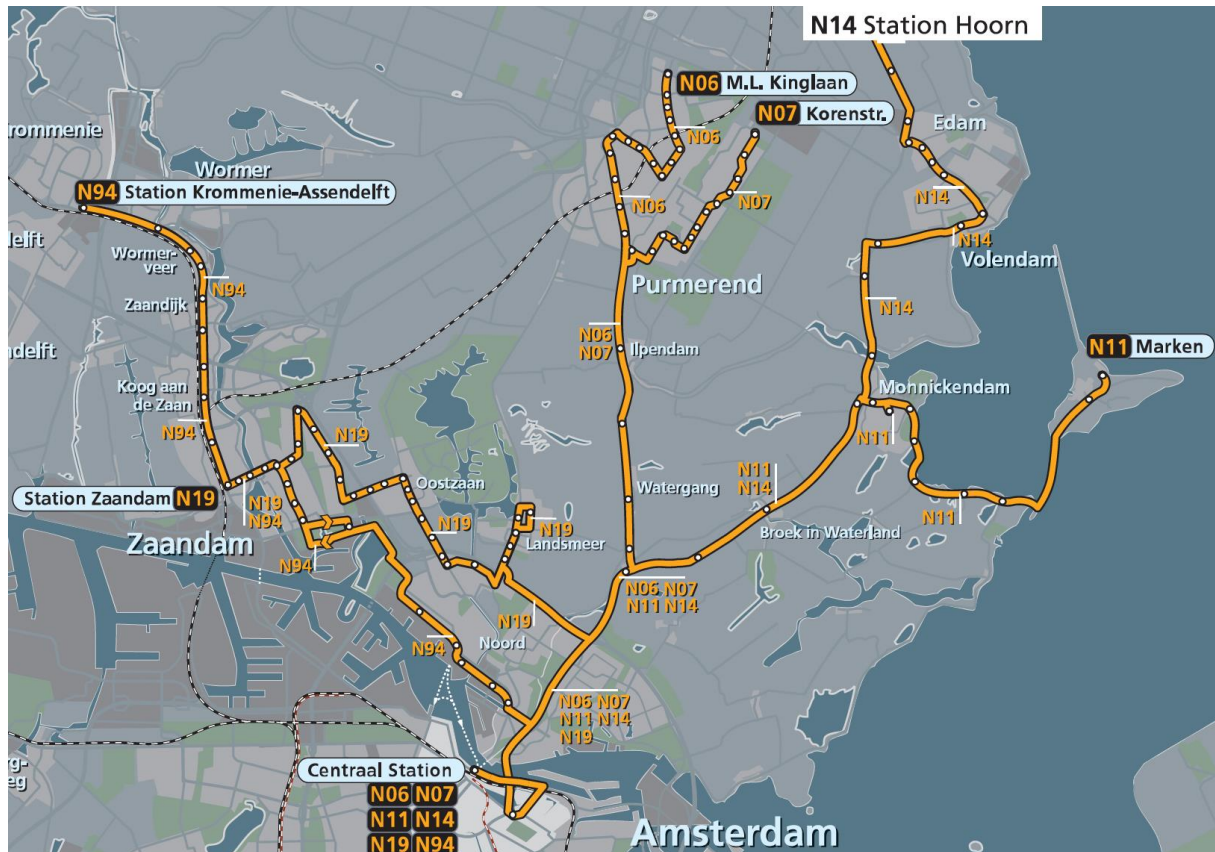 N14 Station Hoorn
N06 M.L. Kinglaan
N07 Korenstr.
Edam
rommenie
N06
Wormer
N94 Station Krommenie-Assendelft
N14
N06
N07
elft
Wormer-
veer
N14
Volendam
Purmerend
N94
Zaandijk
N14
N06
N07
Ilpendam
ndelft
N11 Marken
Koog aan
de Zaan
Monnickendam
N94
N19
N11
N11
N14
Oostzaan
Watergang
Station Zaandam N19
N19
N94
N19
N19
Landsmeer
N11
Broek in Waterland
Zaandam
N94
N06 N07
N11 N14
N19
Noord
N94
N06 N07
N11 N14
N19
rg-
eg
Centraal Station
N06 N07
N11 N14
N19 N94
Amsterdam